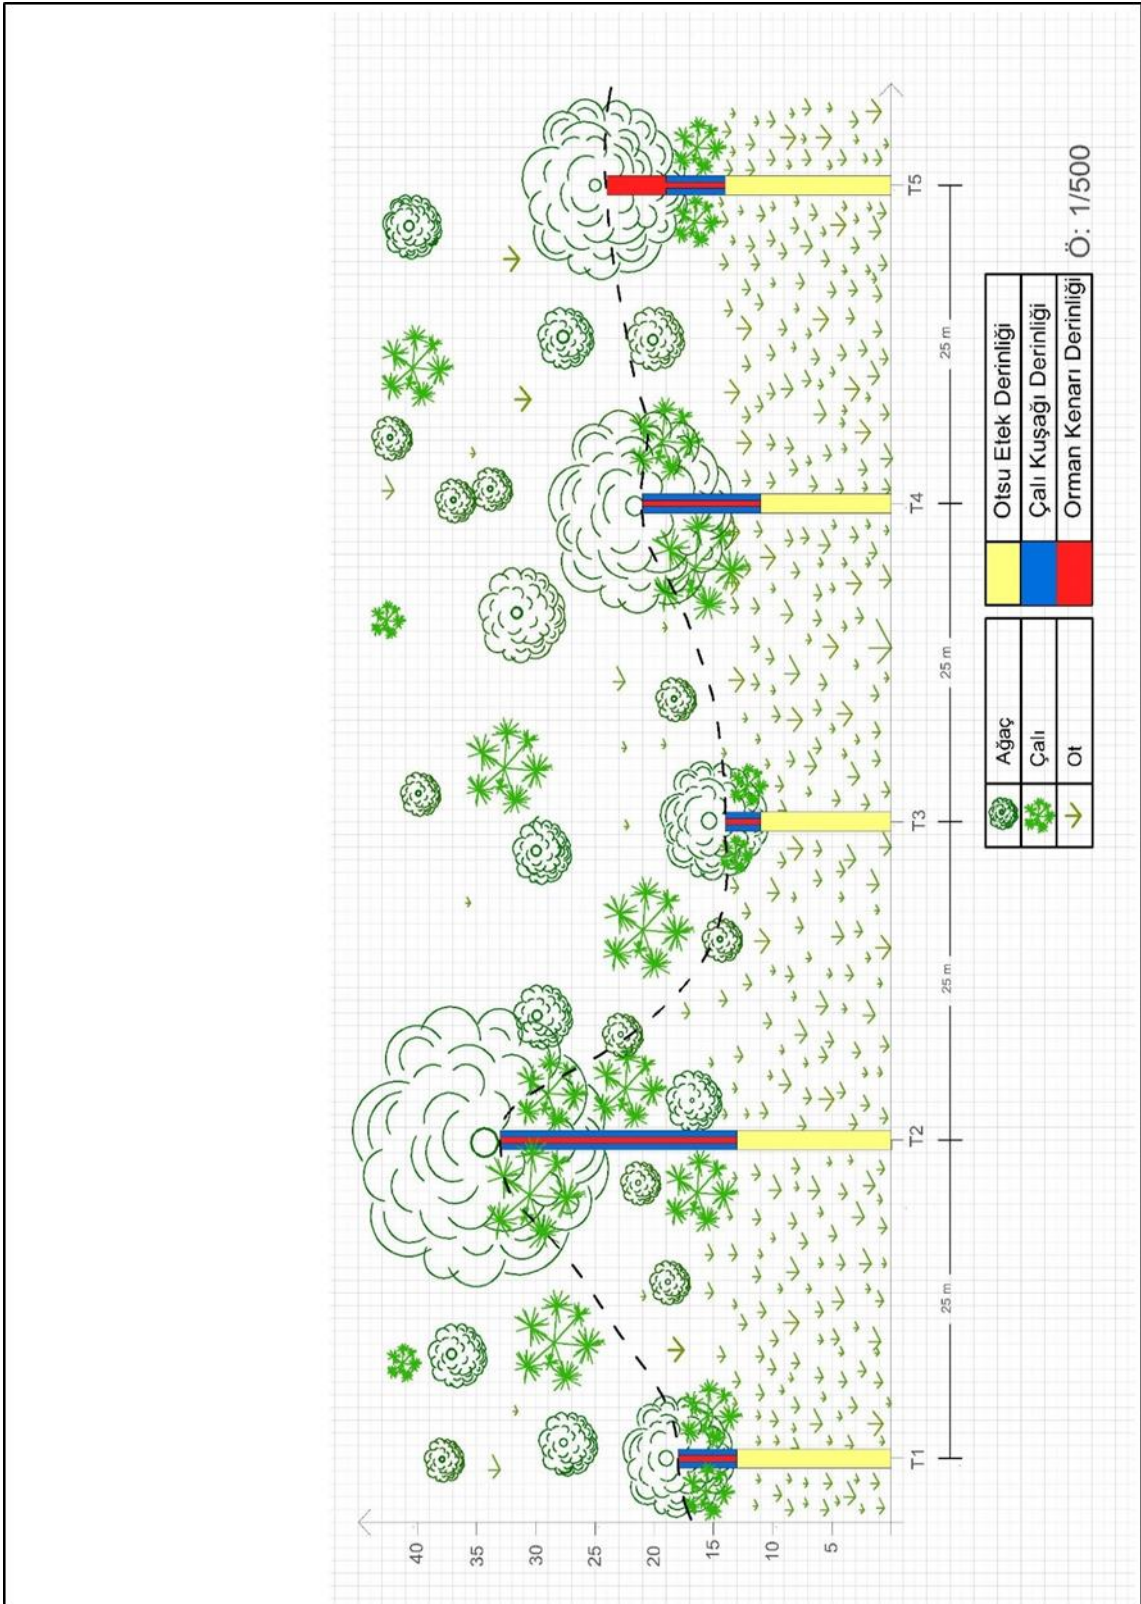 40
35
30
25
20
15
10
5
T1
T2
T3
T4
T5
25 m
25 m
25 m
25 m
Ağaç
Çalı
Ot
Otsu Etek Derinliği
Çalı Kuşağı Derinliği
Orman Kenarı Derinliği
Ö: 1/500